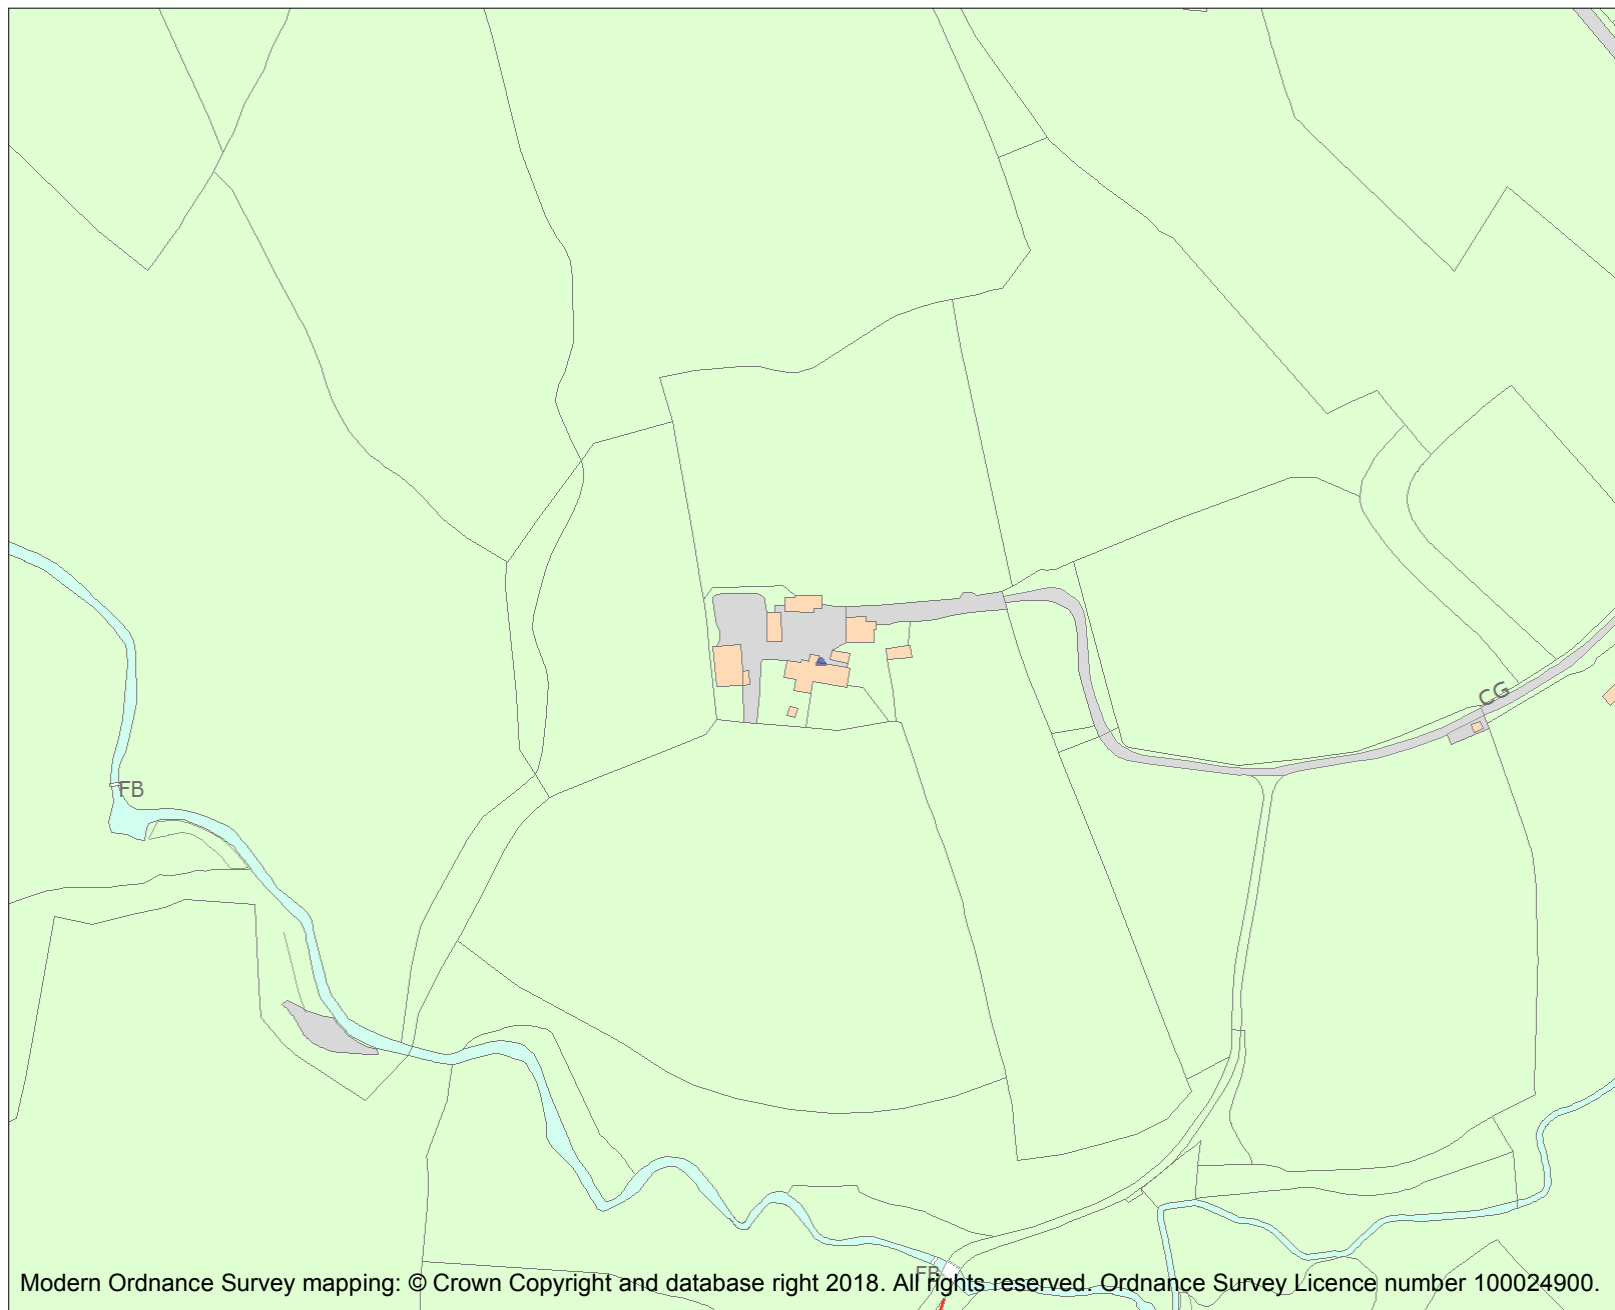 CG
FB
FB
Modern Ordnance Survey mapping: © Crown Copyright and database right 2018. All rights reserved. Ordnance Survey Licence number 100024900.